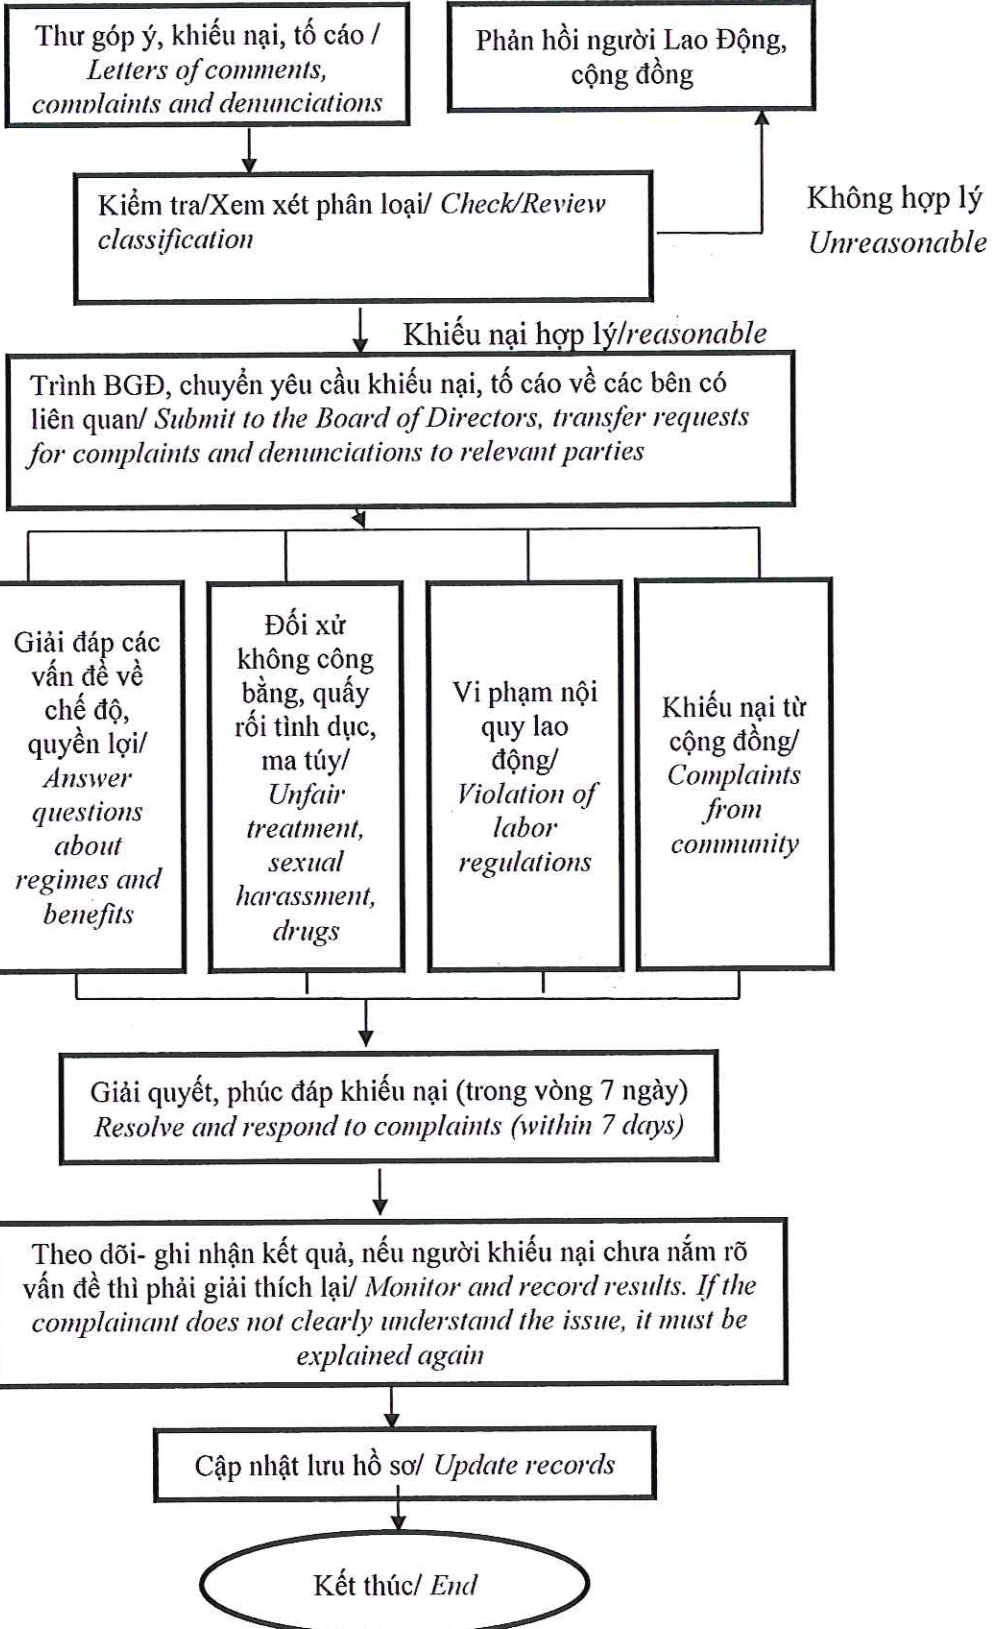 Thư góp ý, khiếu nại, tố cáo /
Letters of comments,
complaints and denunciations
Phản hồi người Lao Động,
cộng đồng
Kiểm tra/Xem xét phân loại/ Check/Review
classification
Không hợp lý
Unreasonable
Khiếu nại hợp lý/reasonable
Trình BGĐ, chuyển yêu cầu khiếu nại, tố cáo về các bên có
liên quan/ Submit to the Board of Directors, transfer requests
for complaints and denunciations to relevant parties
Giải đáp các
vấn đề về
chế độ,
quyền lợi/
Answer
questions
about
regimes and
benefits
Đối xử
không công
bằng, quấy
rối tình dục,
ma túy/
Unfair
treatment,
sexual
harassment,
drugs
Vi phạm nội
quy lao
động/
Violation of
labor
regulations
Khiếu nại từ
cộng đồng/
Complaints
from
community
Giải quyết, phúc đáp khiếu nại (trong vòng 7 ngày)
Resolve and respond to complaints (within 7 days)
Theo dõi- ghi nhận kết quả, nếu người khiếu nại chưa nắm rõ
vấn đề thì phải giải thích lại/ Monitor and record results. If the
complainant does not clearly understand the issue, it must be
explained again
Cập nhật lưu hồ sơ/ Update records
Kết thúc/ End